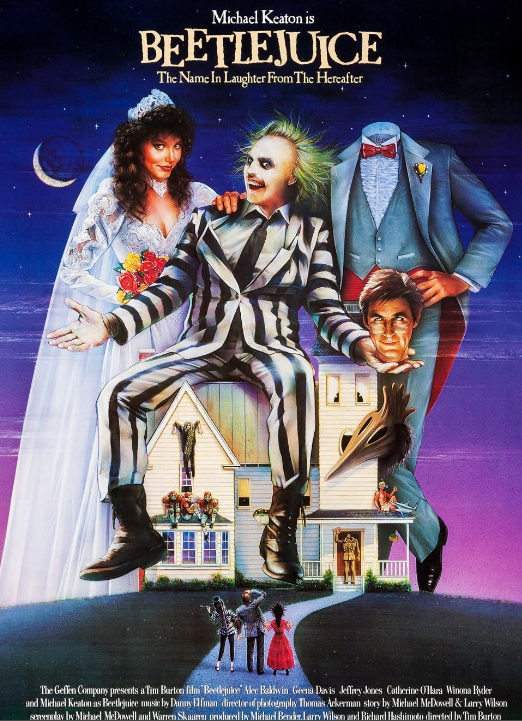 Michael Keaton is
BEETLEJUICE
The Name In Laughter From The Hereafter
The Geffen Company presents a Tim Burton film "Beetlejuice" Alec Baldwin Geena Davis Jeffrey Jones Catherine O'Hara Winona Ryder
and Michael Keaton as Beetlejuice music by Danny Elfman director of photography Thomas Ackerman story by Michael McDowell & Larry Wilson
screenplay by Michael McDowell and Warren Skaaren produced by Michael Bender, Larry Wilson and Richard Hashimoto directed by Tim Burton